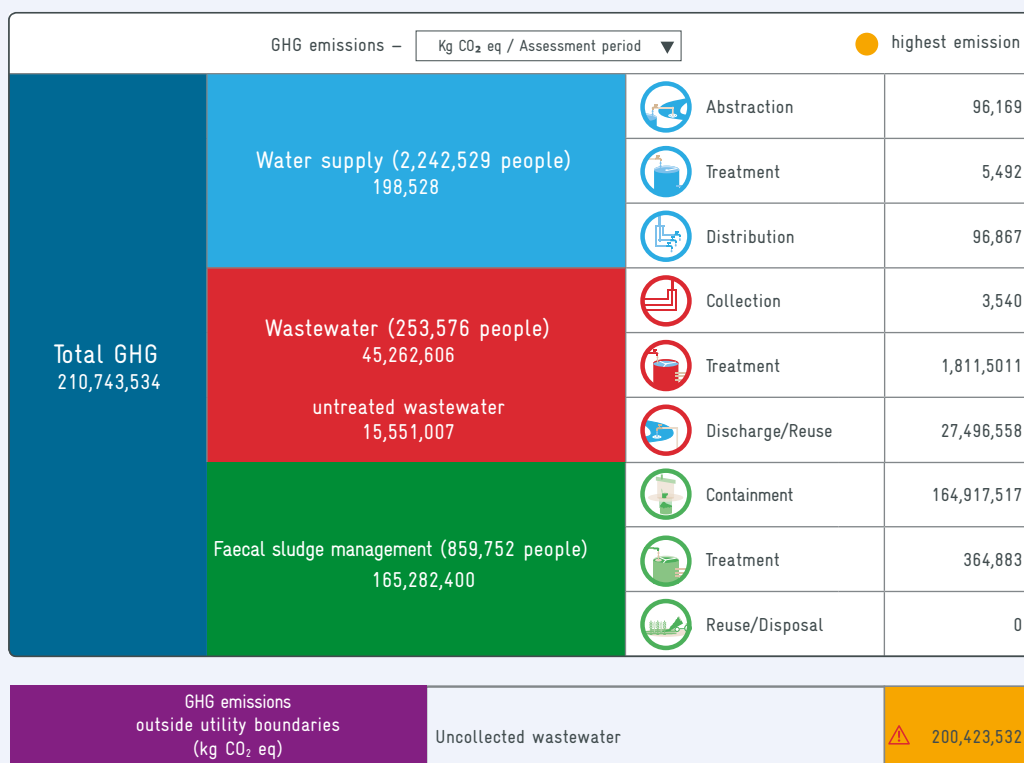 GHG emissions – Kg CO₂ eq / Assessment period ▼ highest emission
Total GHG
210,743,534
Water supply (2,242,529 people)
198,528
Abstraction 96,169
Treatment 5,492
Distribution 96,867
Wastewater (253,576 people)
45,262,606
untreated wastewater
15,551,007
Collection 3,540
Treatment 1,811,5011
Discharge/Reuse 27,496,558
Faecal sludge management (859,752 people)
165,282,400
Containment 164,917,517
Treatment 364,883
Reuse/Disposal 0
GHG emissions
outside utility boundaries
(kg CO₂ eq)
Uncollected wastewater 200,423,532